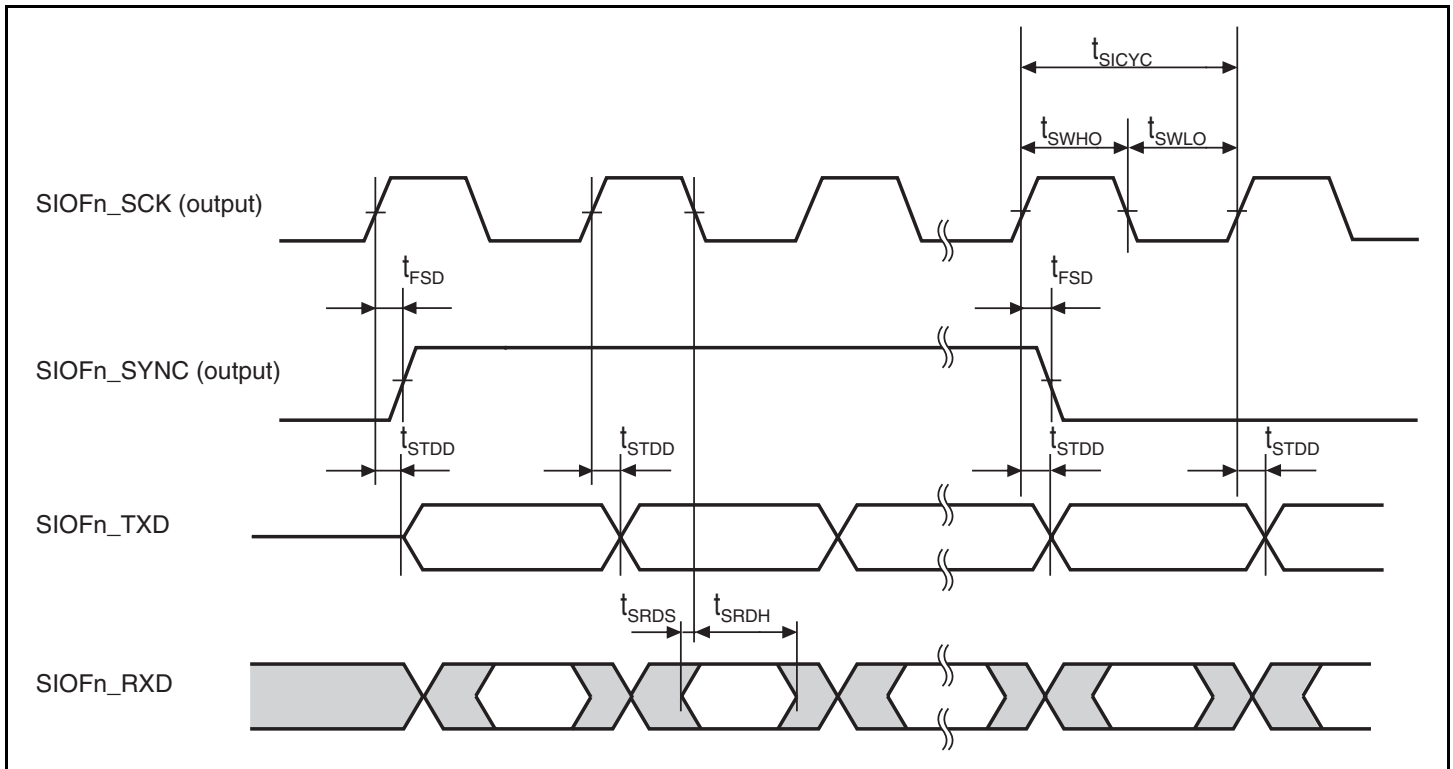 tSICYC
tSWHO tSWLO
SIOFn_SCK (output)
tFSD tFSD
SIOFn_SYNC (output)
tSTDD tSTDD tSTDD tSTDD
SIOFn_TXD
tSRDS tSRDH
SIOFn_RXD